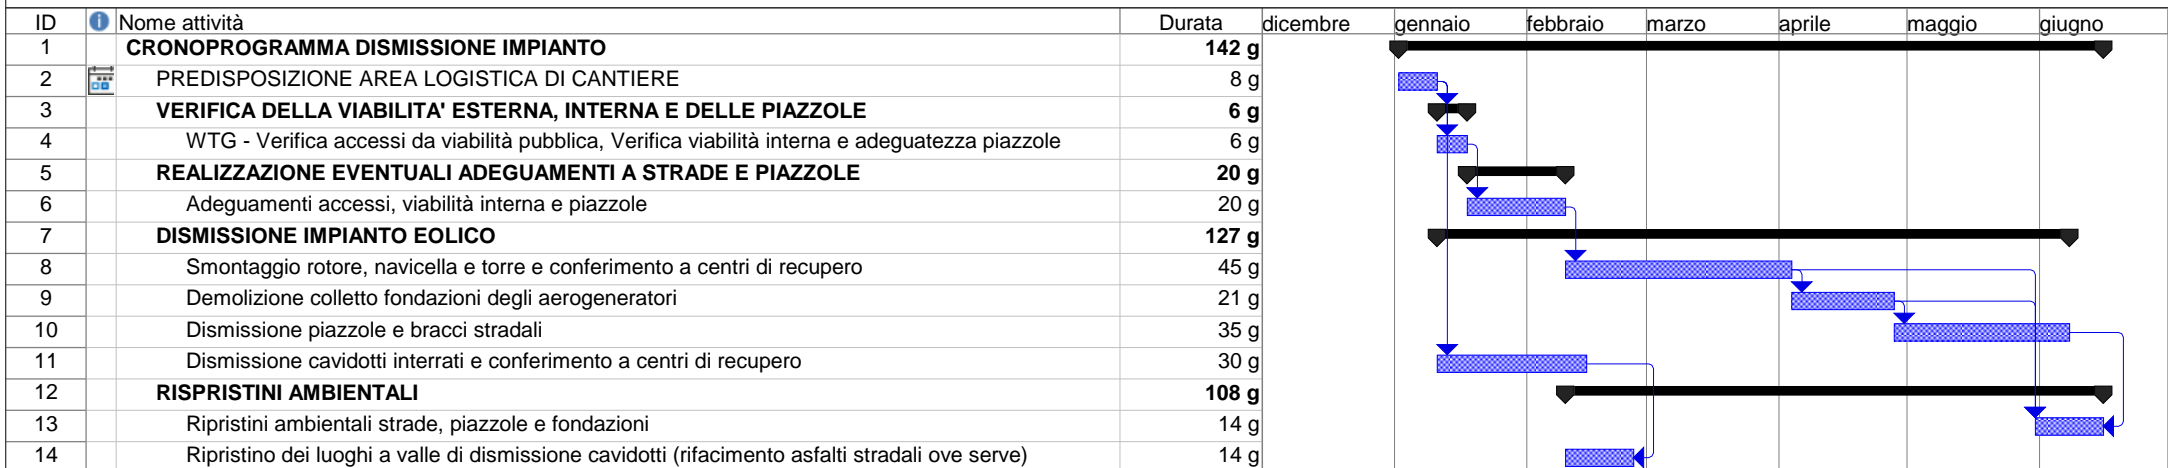 ID Nome attività Durata dicembre gennaio febbraio marzo aprile maggio giugno
1 CRONOPROGRAMMA DISMISSIONE IMPIANTO 142 g
2 PREDISPOSIZIONE AREA LOGISTICA DI CANTIERE 8 g
3 VERIFICA DELLA VIABILITA' ESTERNA, INTERNA E DELLE PIAZZOLE 6 g
4 WTG - Verifica accessi da viabilità pubblica, Verifica viabilità interna e adeguatezza piazzole 6 g
5 REALIZZAZIONE EVENTUALI ADEGUAMENTI A STRADE E PIAZZOLE 20 g
6 Adeguamenti accessi, viabilità interna e piazzole 20 g
7 DISMISSIONE IMPIANTO EOLICO 127 g
8 Smontaggio rotore, navicella e torre e conferimento a centri di recupero 45 g
9 Demolizione colletto fondazioni degli aerogeneratori 21 g
10 Dismissione piazzole e bracci stradali 35 g
11 Dismissione cavidotti interrati e conferimento a centri di recupero 30 g
12 RISPRISTINI AMBIENTALI 108 g
13 Ripristini ambientali strade, piazzole e fondazioni 14 g
14 Ripristino dei luoghi a valle di dismissione cavidotti (rifacimento asfalti stradali ove serve) 14 g